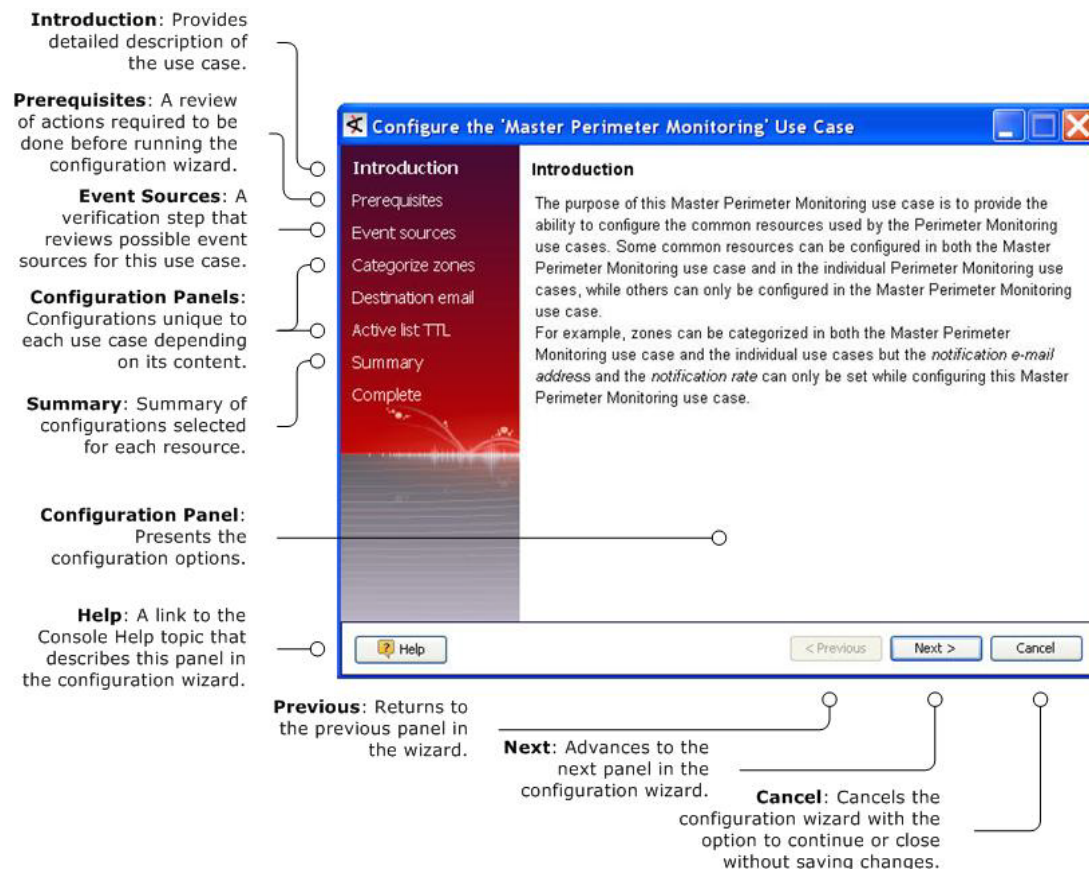 Introduction: Provides
detailed description of
the use case.
Prerequisites: A review
of actions required to be
done before running the
configuration wizard.
Event Sources: A
verification step that
reviews possible event
sources for this use case.
Configuration Panels:
Configurations unique to
each use case depending
on its content.
Summary: Summary of
configurations selected
for each resource.
Configuration Panel:
Presents the
configuration options.
Help: A link to the
Console Help topic that
describes this panel in
the configuration wizard.
Configure the 'Master Perimeter Monitoring' Use Case
Introduction
Prerequisites
Event sources
Categorize zones
Destination email
Active list TTL
Summary
Complete
Introduction
The purpose of this Master Perimeter Monitoring use case is to provide the
ability to configure the common resources used by the Perimeter Monitoring
use cases. Some common resources can be configured in both the Master
Perimeter Monitoring use case and in the individual Perimeter Monitoring use
cases, while others can only be configured in the Master Perimeter Monitoring
use case.
For example, zones can be categorized in both the Master Perimeter
Monitoring use case and the individual use cases but the notification e-mail
address and the notification rate can only be set while configuring this Master
Perimeter Monitoring use case.
Help
< Previous
Next >
Cancel
Previous: Returns to
the previous panel in
the wizard.
Next: Advances to the
next panel in the
configuration wizard.
Cancel: Cancels the
configuration wizard with the
option to continue or close
without saving changes.